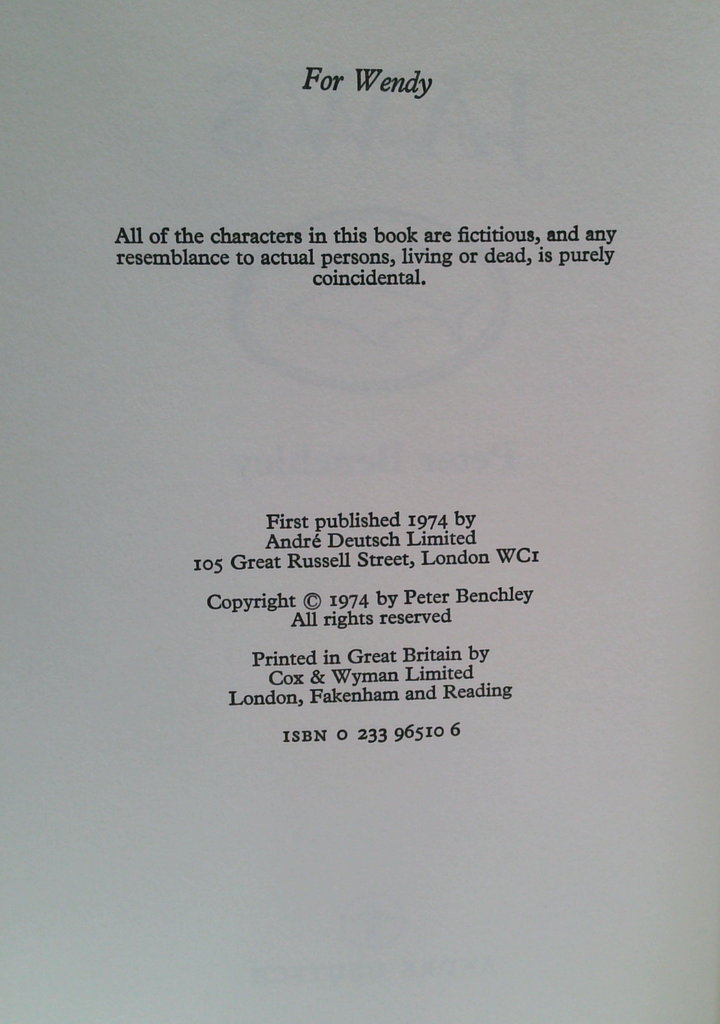 For Wendy
All of the characters in this book are fictitious, and any
resemblance to actual persons, living or dead, is purely
coincidental.
First published 1974 by
André Deutsch Limited
105 Great Russell Street, London WC1
Copyright © 1974 by Peter Benchley
All rights reserved
Printed in Great Britain by
Cox & Wyman Limited
London, Fakenham and Reading
ISBN 0 233 96510 6